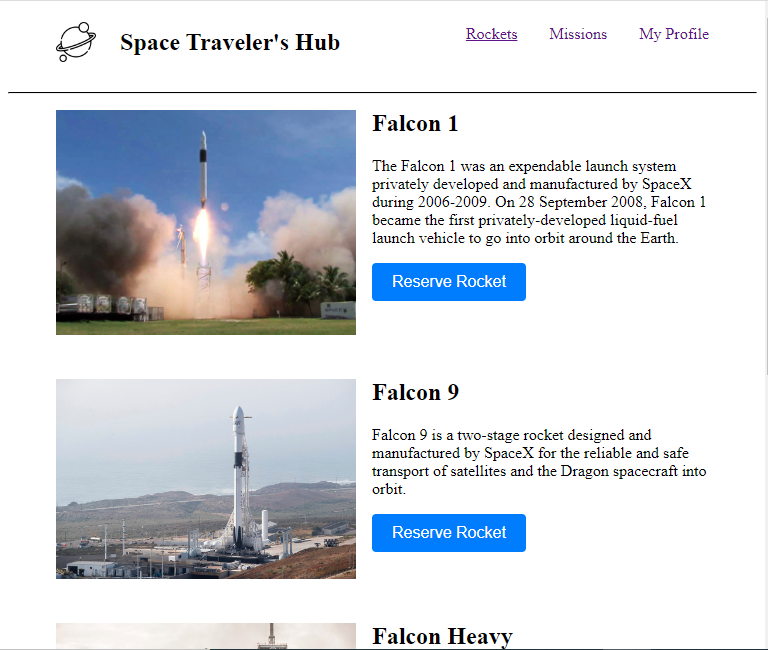 Space Traveler's Hub
Rockets
Missions
My Profile
Falcon 1
The Falcon 1 was an expendable launch system
privately developed and manufactured by SpaceX
during 2006-2009. On 28 September 2008, Falcon 1
became the first privately-developed liquid-fuel
launch vehicle to go into orbit around the Earth.
Reserve Rocket
Falcon 9
Falcon 9 is a two-stage rocket designed and
manufactured by SpaceX for the reliable and safe
transport of satellites and the Dragon spacecraft into
orbit.
Reserve Rocket
Falcon Heavy